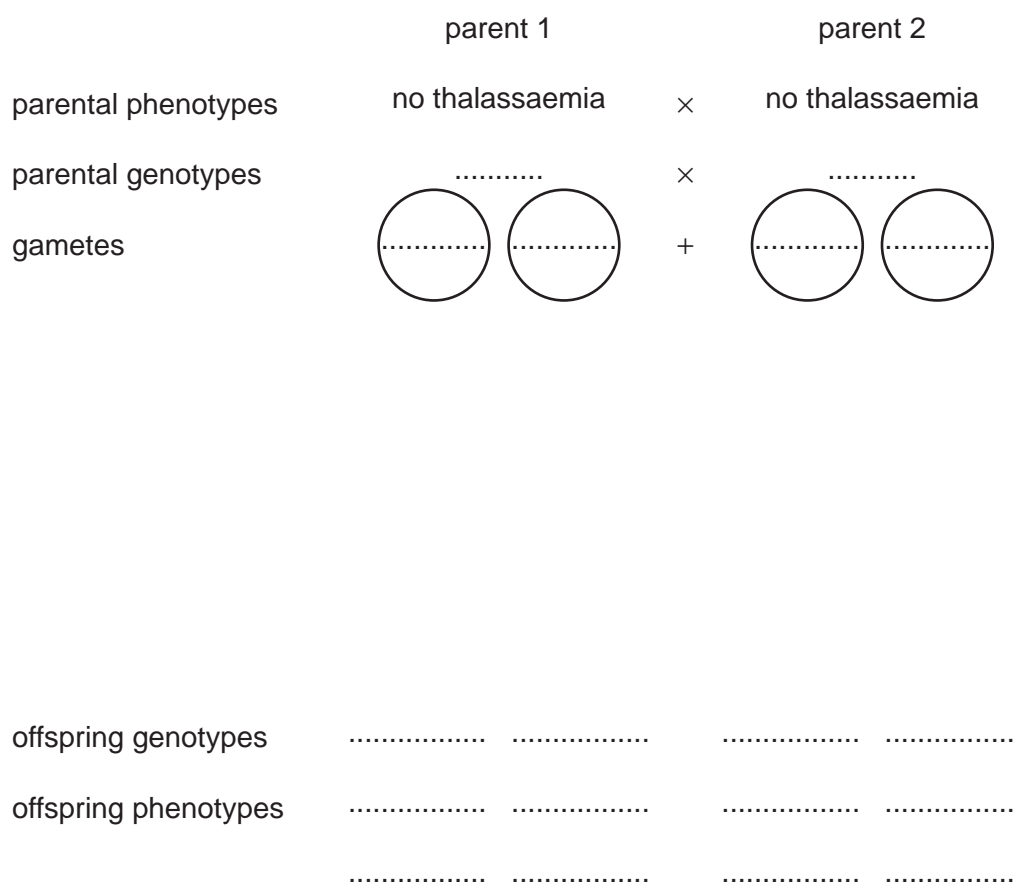 parent 1 parent 2
parental phenotypes no thalassaemia × no thalassaemia
parental genotypes ........... × ...........
gametes ............. ............. + ............. .............
offspring genotypes ................. ................. ................. ................
offspring phenotypes ................. ................. ................. ................
................. ................. ................. ................